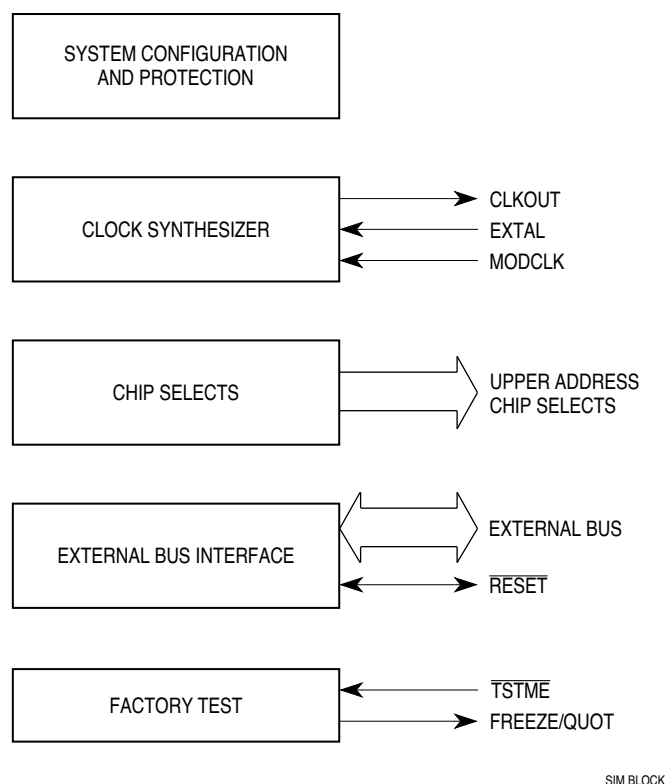 SYSTEM CONFIGURATION
AND PROTECTION
CLOCK SYNTHESIZER
CLKOUT
EXTAL
MODCLK
CHIP SELECTS
UPPER ADDRESS
CHIP SELECTS
EXTERNAL BUS INTERFACE
EXTERNAL BUS
RESET
FACTORY TEST
TSTME
FREEZE/QUOT
SIM BLOCK